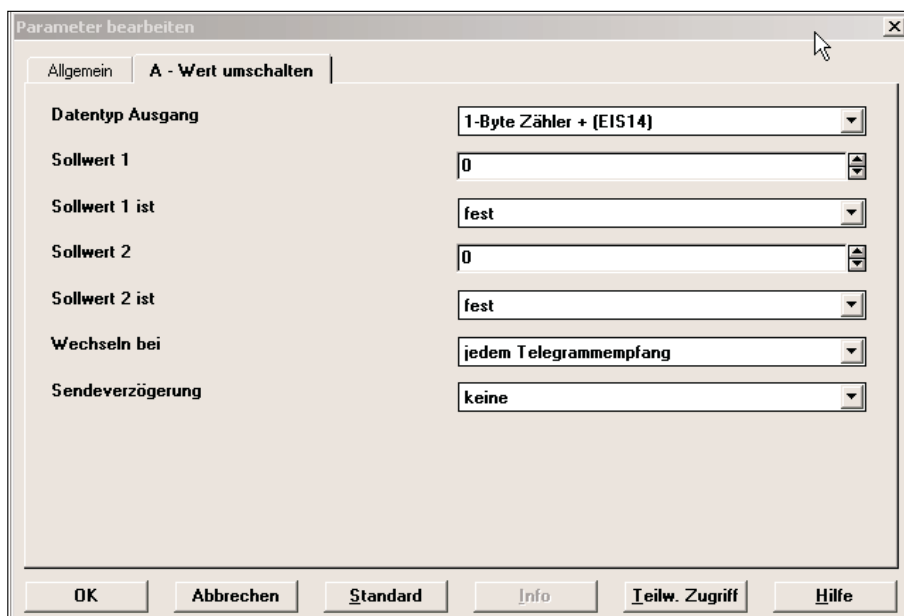 Parameter bearbeiten
Allgemein A - Wert umschalten
Datentyp Ausgang 1-Byte Zähler + (EIS14)
Sollwert 1 0
Sollwert 1 ist fest
Sollwert 2 0
Sollwert 2 ist fest
Wechseln bei jedem Telegrammempfang
Sendeverzögerung keine
OK Abbrechen Standard Info Teilw. Zugriff Hilfe